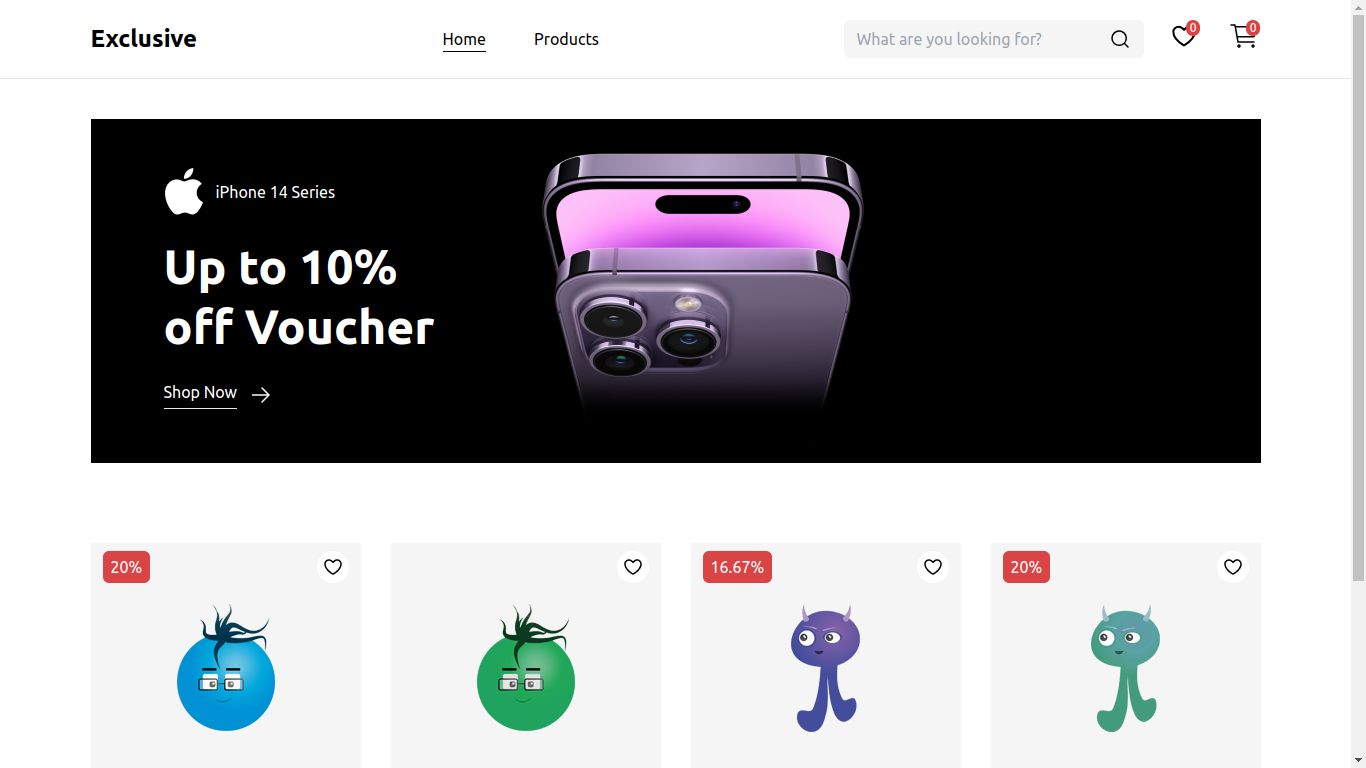 Exclusive
Home
Products
What are you looking for?
0
0
iPhone 14 Series
Up to 10%
off Voucher
Shop Now
20%
16.67%
20%